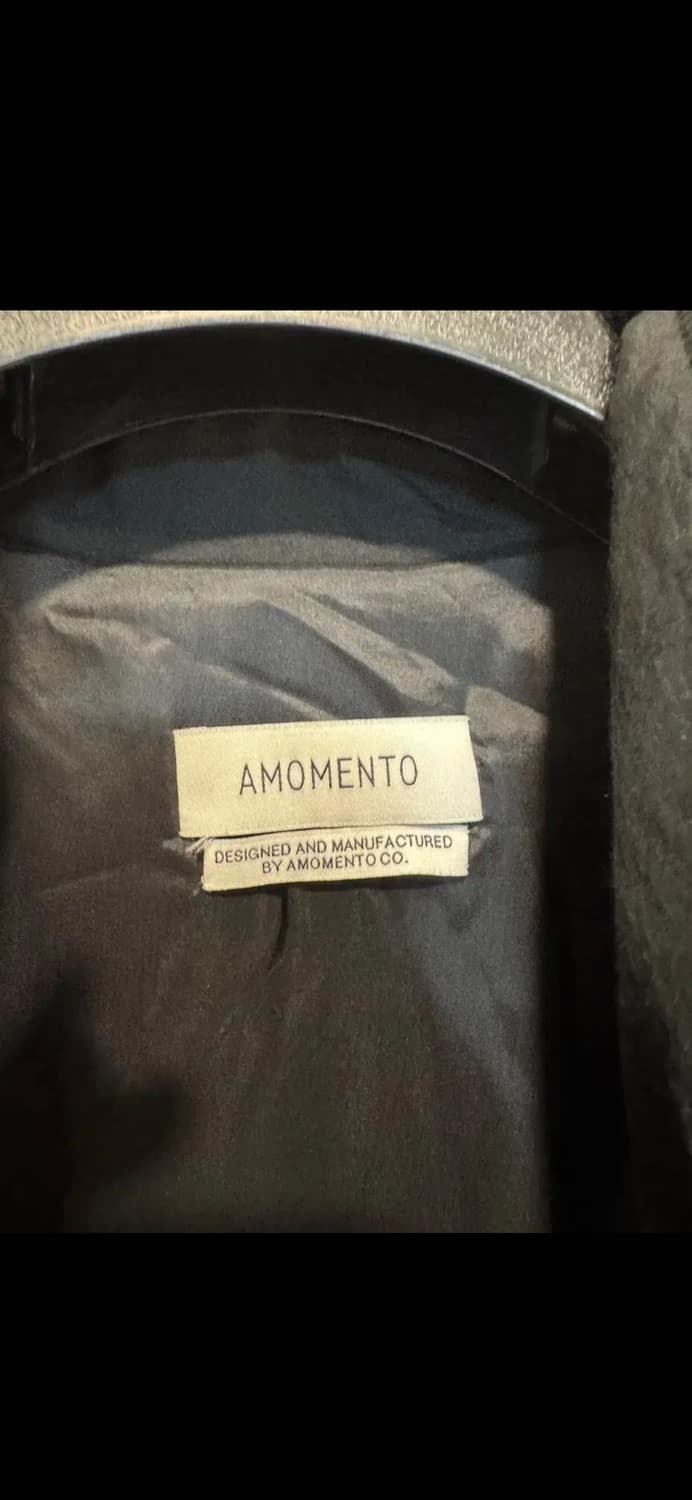 AMOMENTO
DESIGNED AND MANUFACTURED
BY AMOMENTO CO.